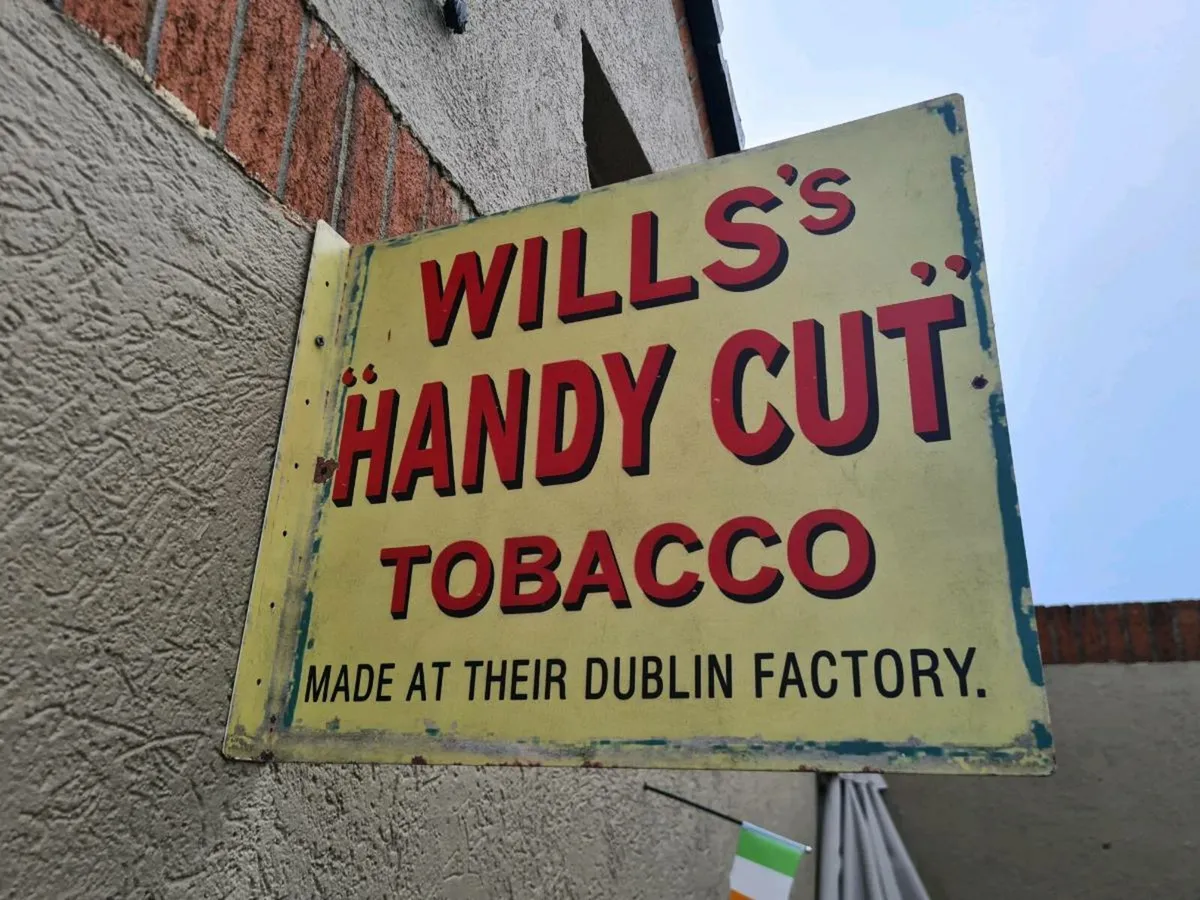 WILLS's
“HANDY CUT”
TOBACCO
MADE AT THEIR DUBLIN FACTORY.